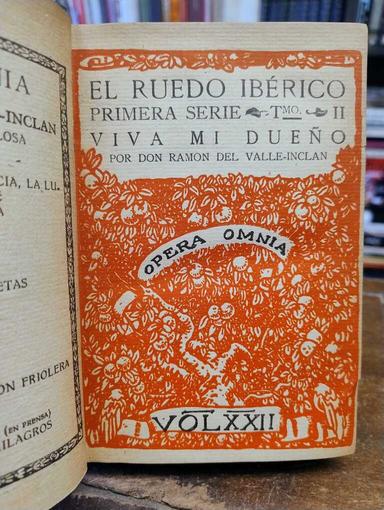 NIA
E-INCLAN
LOSA
CIA, LA LU.
A
ETAS
ON FRIOLERA
(EN PRENSA)
ILAGROS
EL RUEDO IBÉRICO
PRIMERA SERIE TMO. II
VIVA MI DUEÑO
POR DON RAMON DEL VALLE-INCLAN
OPERA OMNIA
VOL XXII